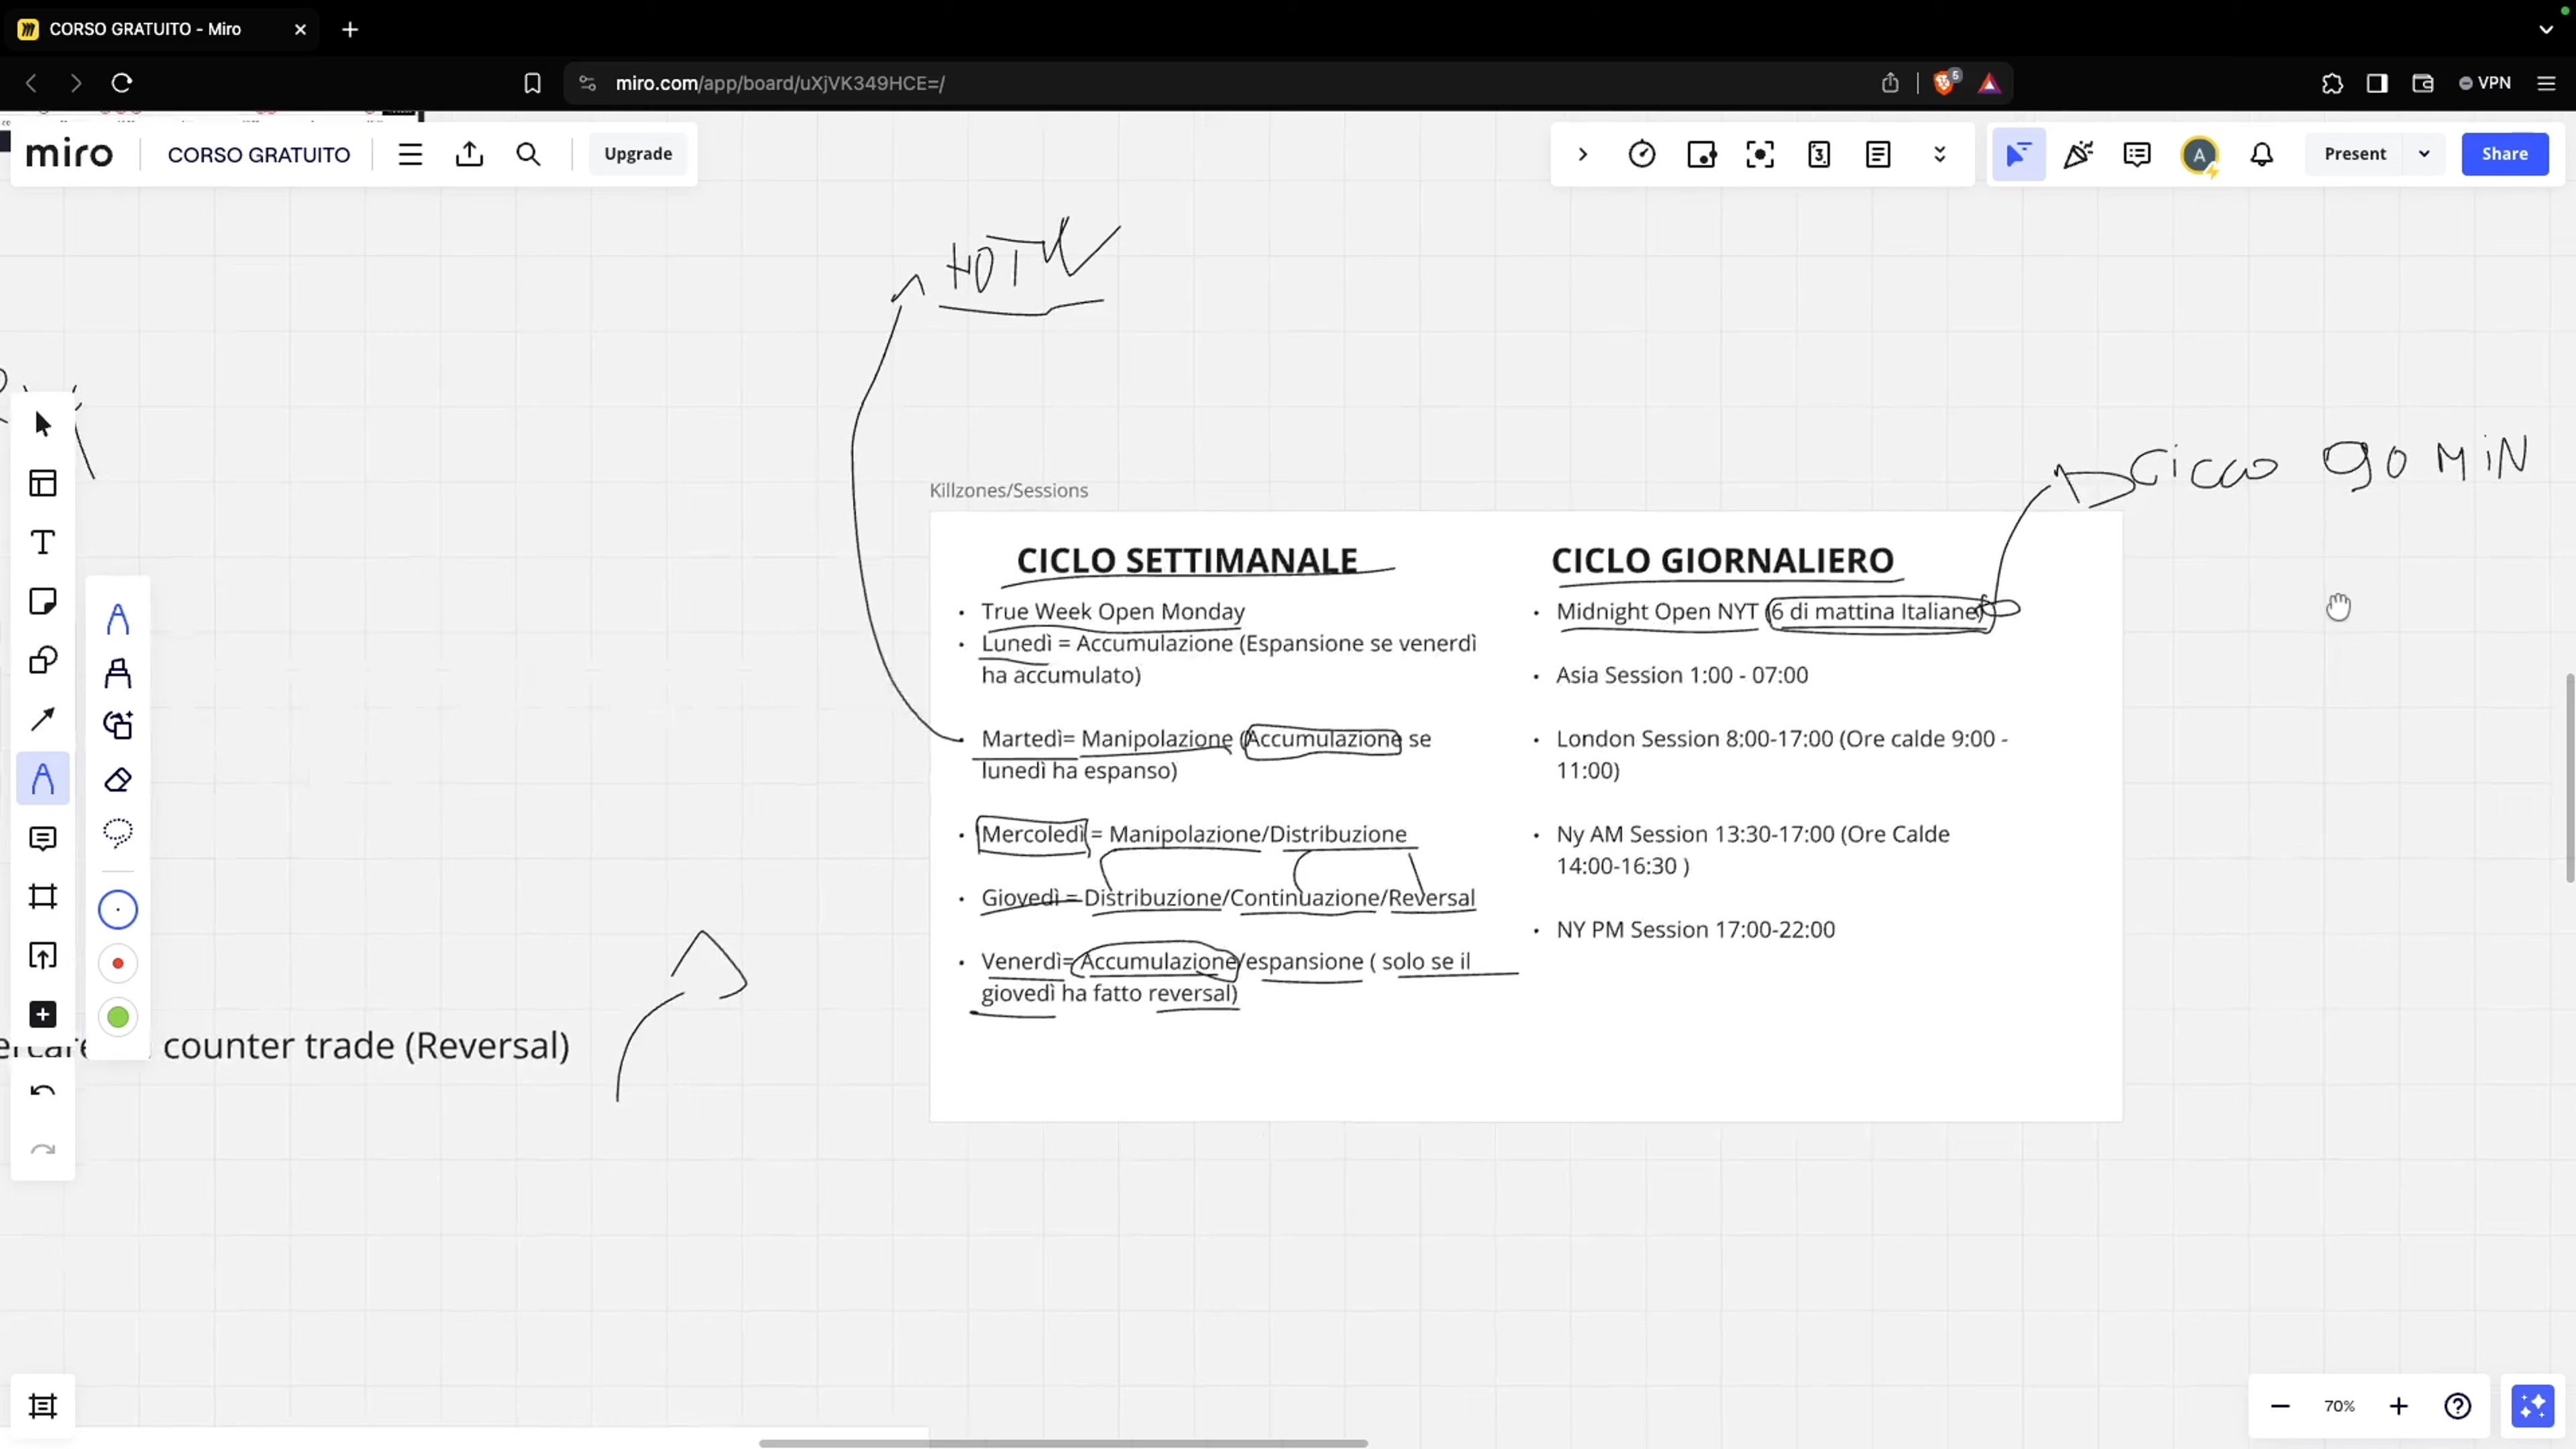 CORSO GRATUITO - Miro
miro.com/app/board/uXjVK349HCE=/
5
VPN
miro
CORSO GRATUITO
Upgrade
3
A
Present
Share
CICLO 90 MIN
Killzones/Sessions
CICLO SETTIMANALE
• True Week Open Monday
• Lunedì = Accumulazione (Espansione se venerdì
ha accumulato)
• Martedì= Manipolazione (Accumulazione se
lunedì ha espanso)
• Mercoledì = Manipolazione/Distribuzione
• Giovedì = Distribuzione/Continuazione/Reversal
• Venerdì= Accumulazione/espansione ( solo se il
giovedì ha fatto reversal)
CICLO GIORNALIERO
• Midnight Open NYT (6 di mattina Italiane)
• Asia Session 1:00 - 07:00
• London Session 8:00-17:00 (Ore calde 9:00 -
11:00)
• Ny AM Session 13:30-17:00 (Ore Calde
14:00-16:30 )
• NY PM Session 17:00-22:00
counter trade (Reversal)
70%